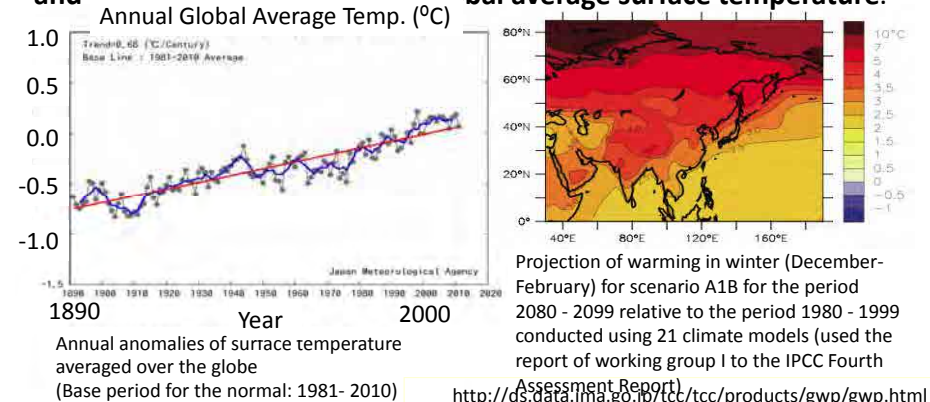 and
bal average surface temperature.
Annual Global Average Temp. (⁰C)
1.0
0.5
0.0
-0.5
-1.0
-1.5
Trend=0.68 (℃/Century)
Base Line : 1981-2010 Average
Japan Meteorological Agency
1890 1900 1910 1920 1930 1940 1950 1960 1970 1980 1990 2000 2010 2020
1890
Year
2000
Annual anomalies of surface temperature
averaged over the globe
(Base period for the normal: 1981- 2010)
80°N
60°N
40°N
20°N
0°
40°E 80°E 120°E 160°E
10°C
7
5
4
3.5
3
2.5
2
1.5
1
0.5
0
-0.5
-1
Projection of warming in winter (December-
February) for scenario A1B for the period
2080 - 2099 relative to the period 1980 - 1999
conducted using 21 climate models (used the
report of working group I to the IPCC Fourth
Assessment Report)
http://ds.data.jma.go.jp/tcc/tcc/products/gwp/gwp.html